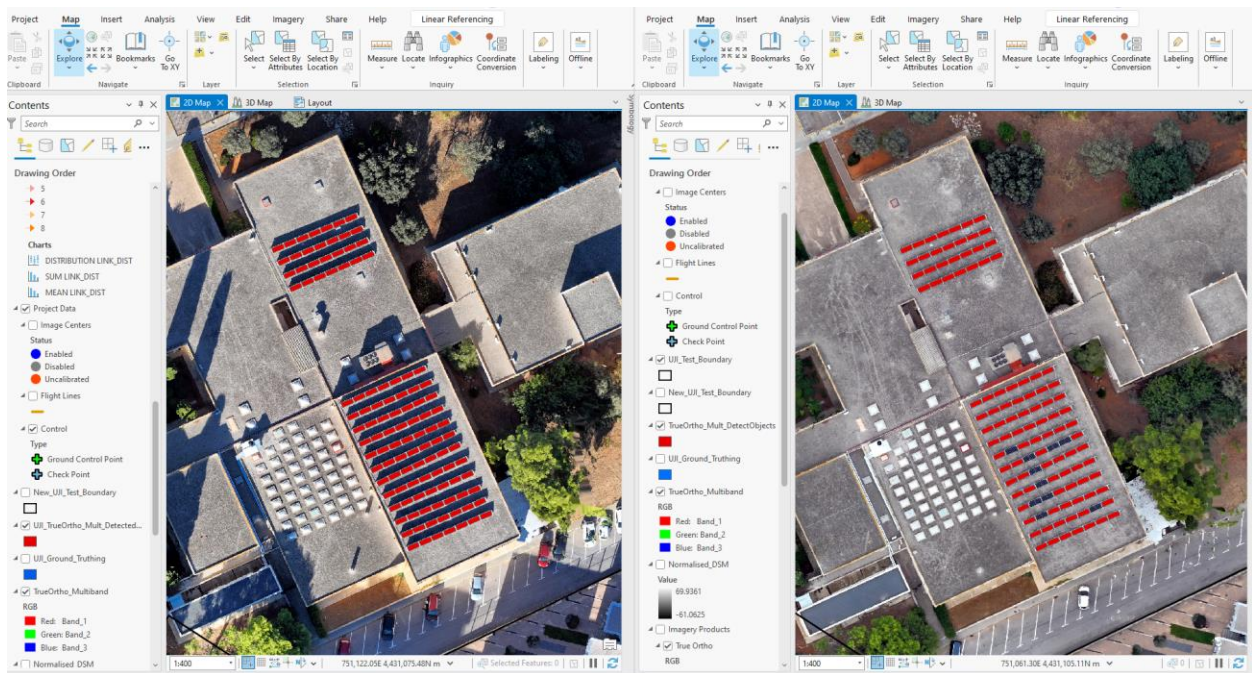 Project Map Insert Analysis View Edit Imagery Share Help Linear Referencing
Paste
Explore
Bookmarks
Go To XY
Select
Select By Attributes
Select By Location
Measure
Locate
Infographics
Coordinate Conversion
Labeling
Offline
Clipboard Navigate Layer Selection Inquiry
Contents
2D Map 3D Map Layout
Search
Drawing Order
5
6
7
8
Charts
DISTRIBUTION LINK_DIST
SUM LINK_DIST
MEAN LINK_DIST
Project Data
Image Centers
Status
Enabled
Disabled
Uncalibrated
Flight Lines
Control
Type
Ground Control Point
Check Point
New_UJI_Test_Boundary
UJI_TrueOrtho_Mult_Detected...
UJI_Ground_Truthing
TrueOrtho_Multiband
RGB
Red: Band_1
Green: Band_2
Blue: Band_3
Normalised_DSM
1:400
751,122.05E 4,431,075.48N m
Selected Features: 0
Symbology
Project Map Insert Analysis View Edit Imagery Share Help Linear Referencing
Paste
Explore
Bookmarks
Go To XY
Select
Select By Attributes
Select By Location
Measure
Locate
Infographics
Coordinate Conversion
Labeling
Offline
Clipboard Navigate Layer Selection Inquiry
Contents
2D Map 3D Map
Search
Drawing Order
Image Centers
Status
Enabled
Disabled
Uncalibrated
Flight Lines
Control
Type
Ground Control Point
Check Point
UJI_Test_Boundary
New_UJI_Test_Boundary
TrueOrtho_Mult_DetectObjects
UJI_Ground_Truthing
TrueOrtho_Multiband
RGB
Red: Band_1
Green: Band_2
Blue: Band_3
Normalised_DSM
Value
69.9361
-61.0625
Imagery Products
True Ortho
RGB
1:400
751,061.30E 4,431,105.11N m
0